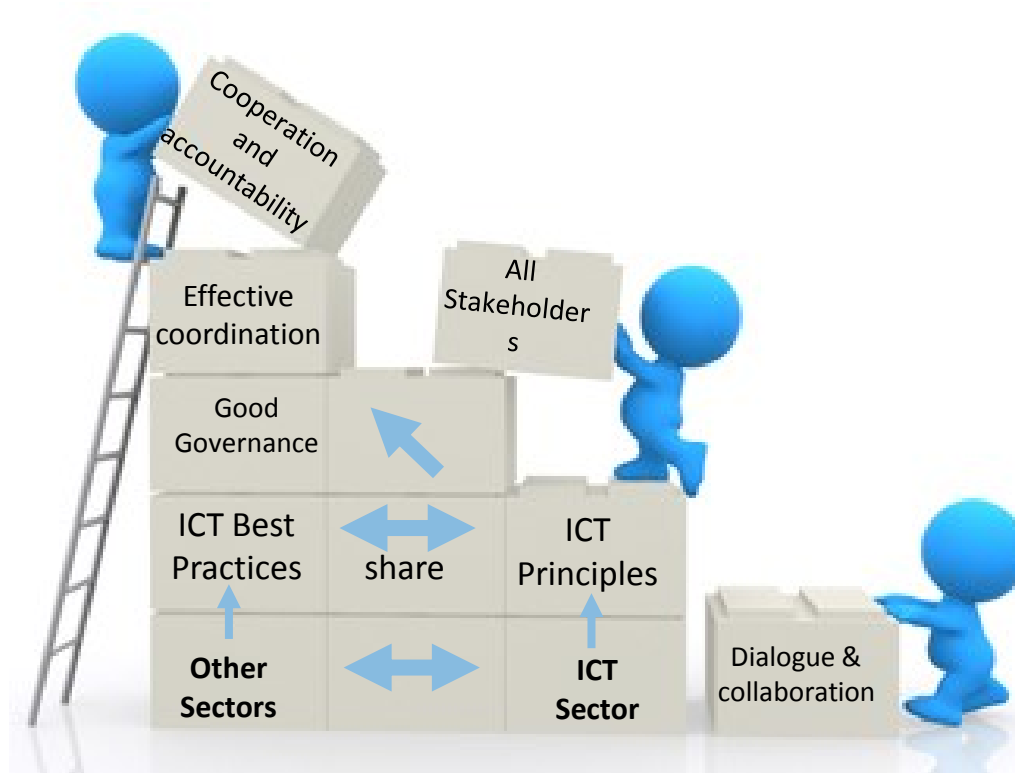 Cooperation
and
accountability
All
Stakeholder
s
Effective
coordination
Good
Governance
ICT Best
Practices
share
ICT
Principles
Other
Sectors
ICT
Sector
Dialogue &
collaboration